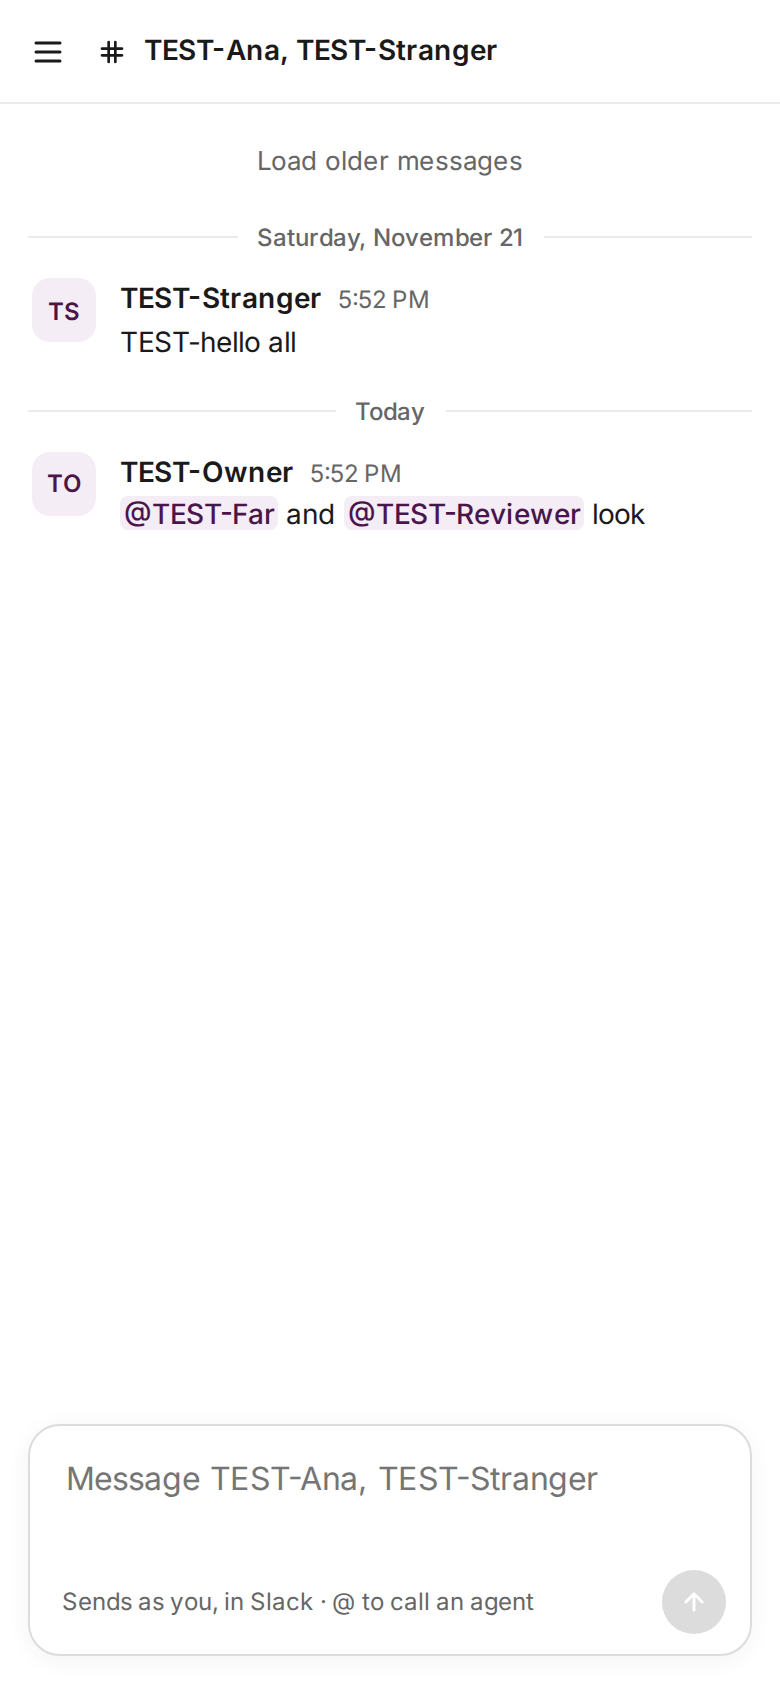 # TEST-Ana, TEST-Stranger
Load older messages
Saturday, November 21
TS
TEST-Stranger 5:52 PM
TEST-hello all
Today
TO
TEST-Owner 5:52 PM
@TEST-Far and @TEST-Reviewer look
Message TEST-Ana, TEST-Stranger
Sends as you, in Slack · @ to call an agent